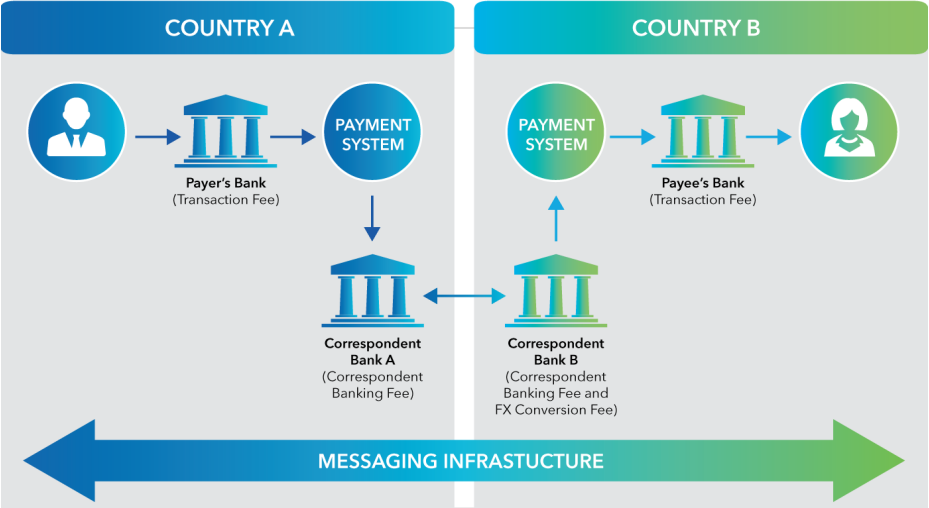 COUNTRY A
COUNTRY B
PAYMENT
SYSTEM
Payer's Bank
(Transaction Fee)
PAYMENT
SYSTEM
Payee's Bank
(Transaction Fee)
Correspondent
Bank A
(Correspondent
Banking Fee)
Correspondent
Bank B
(Correspondent
Banking Fee and
FX Conversion Fee)
MESSAGING INFRASTUCTURE